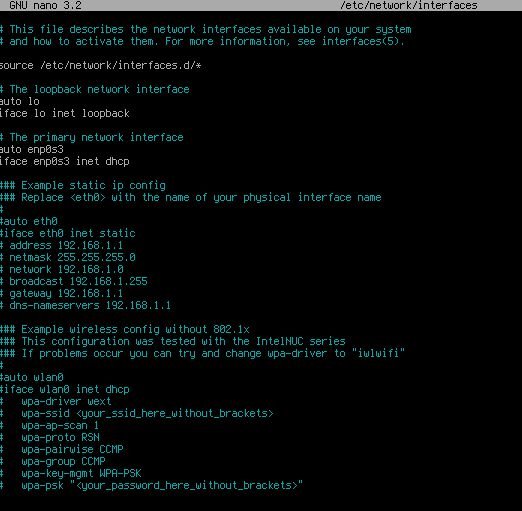 GNU nano 3.2 /etc/network/interfaces
# This file describes the network interfaces available on your system
# and how to activate them. For more information, see interfaces(5).
source /etc/network/interfaces.d/*
# The loopback network interface
auto lo
iface lo inet loopback
# The primary network interface
auto enp0s3
iface enp0s3 inet dhcp
### Example static ip config
### Replace <eth0> with the name of your physical interface name
#
#auto eth0
#iface eth0 inet static
# address 192.168.1.1
# netmask 255.255.255.0
# network 192.168.1.0
# broadcast 192.168.1.255
# gateway 192.168.1.1
# dns-nameservers 192.168.1.1
### Example wireless config without 802.1x
### This configuration was tested with the IntelNUC series
### If problems occur you can try and change wpa-driver to "iwlwifi"
#
#auto wlan0
#iface wlan0 inet dhcp
#   wpa-driver wext
#   wpa-ssid <your_ssid_here_without_brackets>
#   wpa-ap-scan 1
#   wpa-proto RSN
#   wpa-pairwise CCMP
#   wpa-group CCMP
#   wpa-key-mgmt WPA-PSK
#   wpa-psk "<your_password_here_without_brackets>"